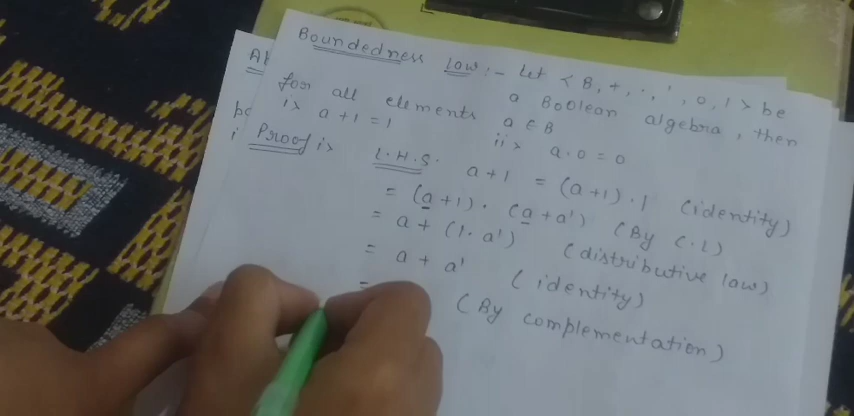 Boundedness Law:- Let < B, +, ·, ', 0, 1 > be
a Boolean algebra, then
for all elements a ∈ B
i> a + 1 = 1 ii> a · 0 = 0
Proof i> L.H.S. a + 1 = (a + 1) · 1 (identity)
= (a + 1) · (a + a') (By C.L)
= a + (1 · a') (distributive law)
= a + a' (identity)
= (By complementation)